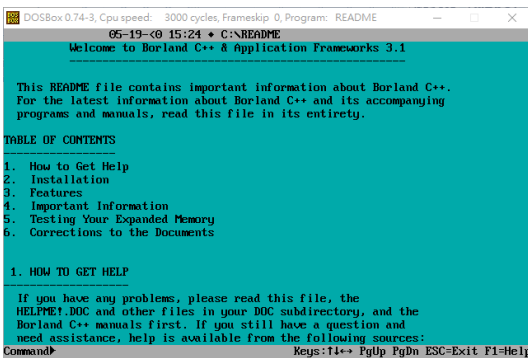 DOSBox 0.74-3, Cpu speed: 3000 cycles, Frameskip 0, Program: README
05-19-<0 15:24 ♦ C:\README
Welcome to Borland C++ & Application Frameworks 3.1
---------------------------------------------------
This README file contains important information about Borland C++.
For the latest information about Borland C++ and its accompanying
programs and manuals, read this file in its entirety.
TABLE OF CONTENTS
-----------------
1. How to Get Help
2. Installation
3. Features
4. Important Information
5. Testing Your Expanded Memory
6. Corrections to the Documents
1. HOW TO GET HELP
-------------------
If you have any problems, please read this file, the
HELPME!.DOC and other files in your DOC subdirectory, and the
Borland C++ manuals first. If you still have a question and
need assistance, help is available from the following sources:
Command► Keys:↑↓←→ PgUp PgDn ESC=Exit F1=Help